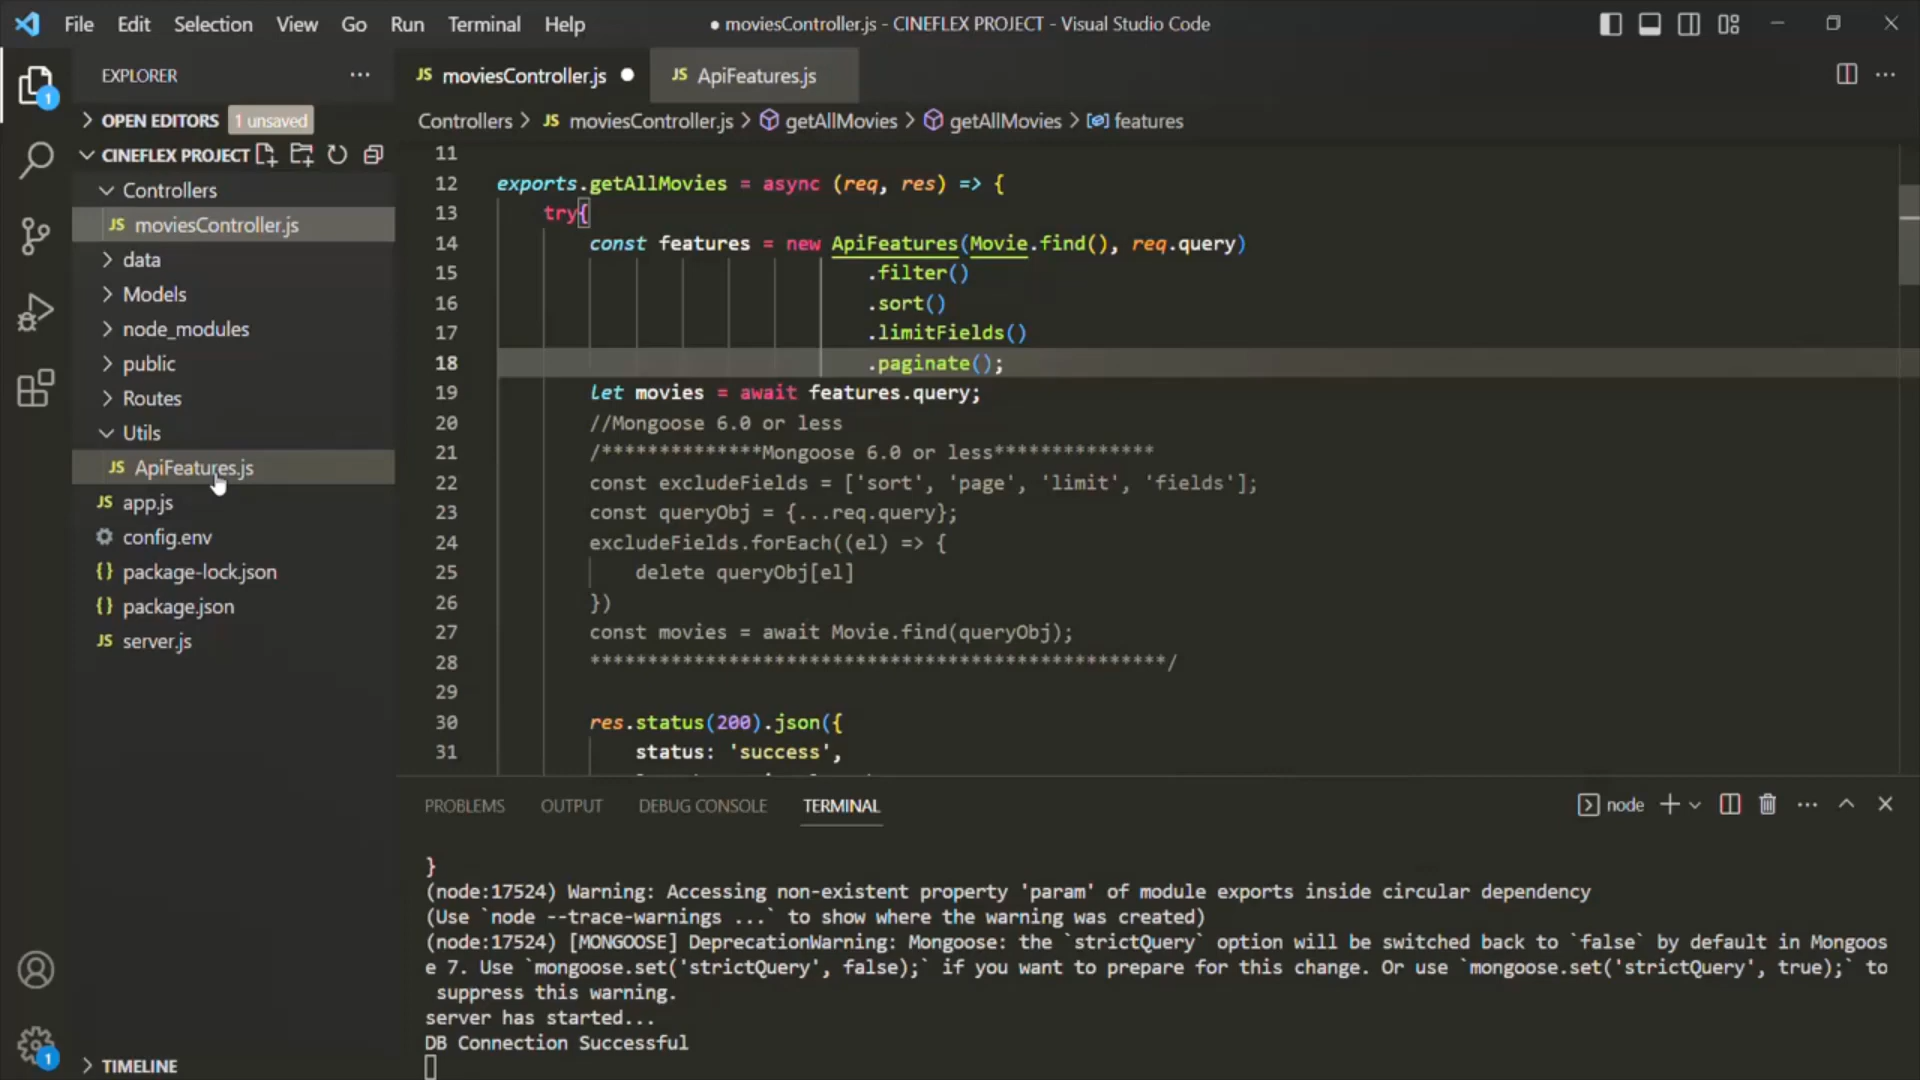 File Edit Selection View Go Run Terminal Help
● moviesController.js - CINEFLEX PROJECT - Visual Studio Code
EXPLORER
1
OPEN EDITORS 1 unsaved
CINEFLEX PROJECT
Controllers
JS moviesController.js
data
Models
node_modules
public
Routes
Utils
JS ApiFeatures.js
JS app.js
config.env
{} package-lock.json
{} package.json
JS server.js
1
TIMELINE
JS moviesController.js ●
JS ApiFeatures.js
Controllers > JS moviesController.js > getAllMovies > getAllMovies > features
11
12 exports.getAllMovies = async (req, res) => {
13 try{
14 const features = new ApiFeatures(Movie.find(), req.query)
15 .filter()
16 .sort()
17 .limitFields()
18 .paginate();
19 let movies = await features.query;
20 //Mongoose 6.0 or less
21 /**************Mongoose 6.0 or less**************
22 const excludeFields = ['sort', 'page', 'limit', 'fields'];
23 const queryObj = {...req.query};
24 excludeFields.forEach((el) => {
25 delete queryObj[el]
26 })
27 const movies = await Movie.find(queryObj);
28 **************************************************/
29
30 res.status(200).json({
31 status: 'success',
PROBLEMS OUTPUT DEBUG CONSOLE TERMINAL
node
}
(node:17524) Warning: Accessing non-existent property 'param' of module exports inside circular dependency
(Use `node --trace-warnings ...` to show where the warning was created)
(node:17524) [MONGOOSE] DeprecationWarning: Mongoose: the `strictQuery` option will be switched back to `false` by default in Mongoos
e 7. Use `mongoose.set('strictQuery', false);` if you want to prepare for this change. Or use `mongoose.set('strictQuery', true);` to
suppress this warning.
server has started...
DB Connection Successful